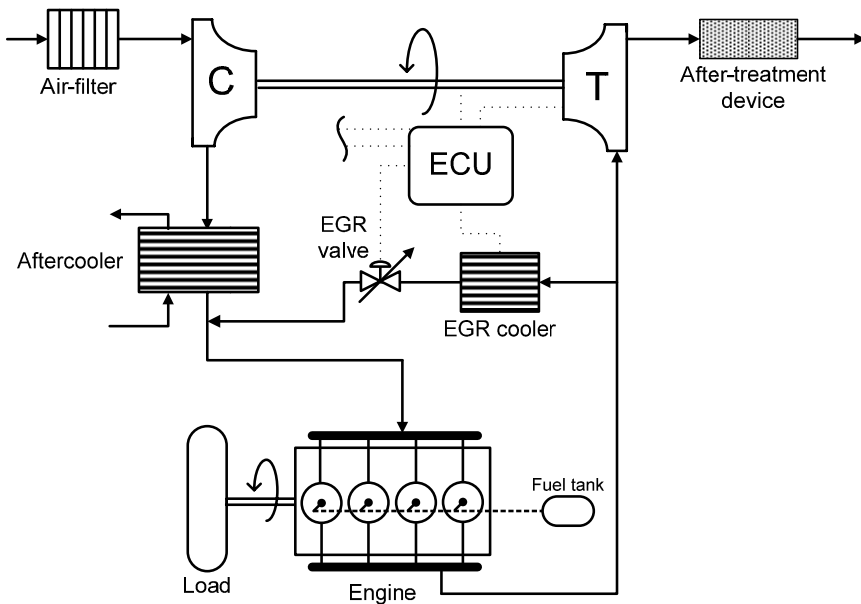 Air-filter
C
T
After-treatment
device
ECU
EGR
valve
Aftercooler
EGR cooler
Fuel tank
Load
Engine